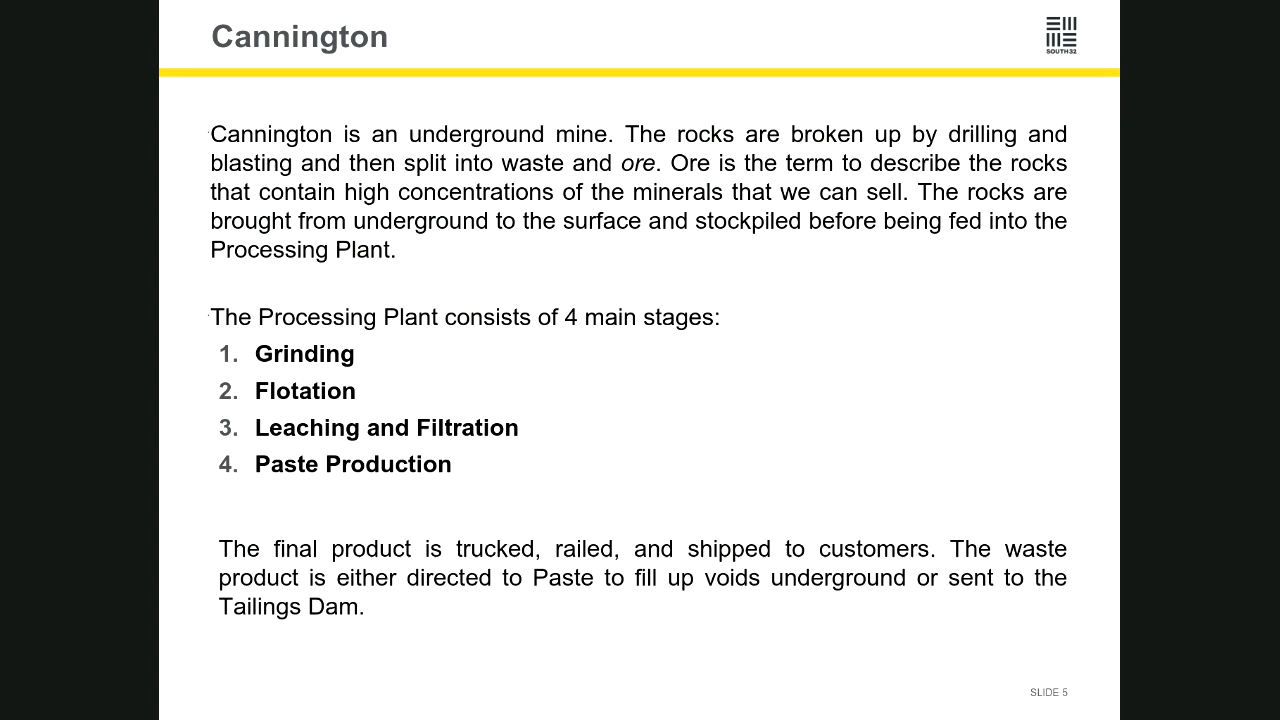 Cannington
SOUTH32
Cannington is an underground mine. The rocks are broken up by drilling and
blasting and then split into waste and ore. Ore is the term to describe the rocks
that contain high concentrations of the minerals that we can sell. The rocks are
brought from underground to the surface and stockpiled before being fed into the
Processing Plant.
The Processing Plant consists of 4 main stages:
1. Grinding
2. Flotation
3. Leaching and Filtration
4. Paste Production
The final product is trucked, railed, and shipped to customers. The waste
product is either directed to Paste to fill up voids underground or sent to the
Tailings Dam.
SLIDE 5